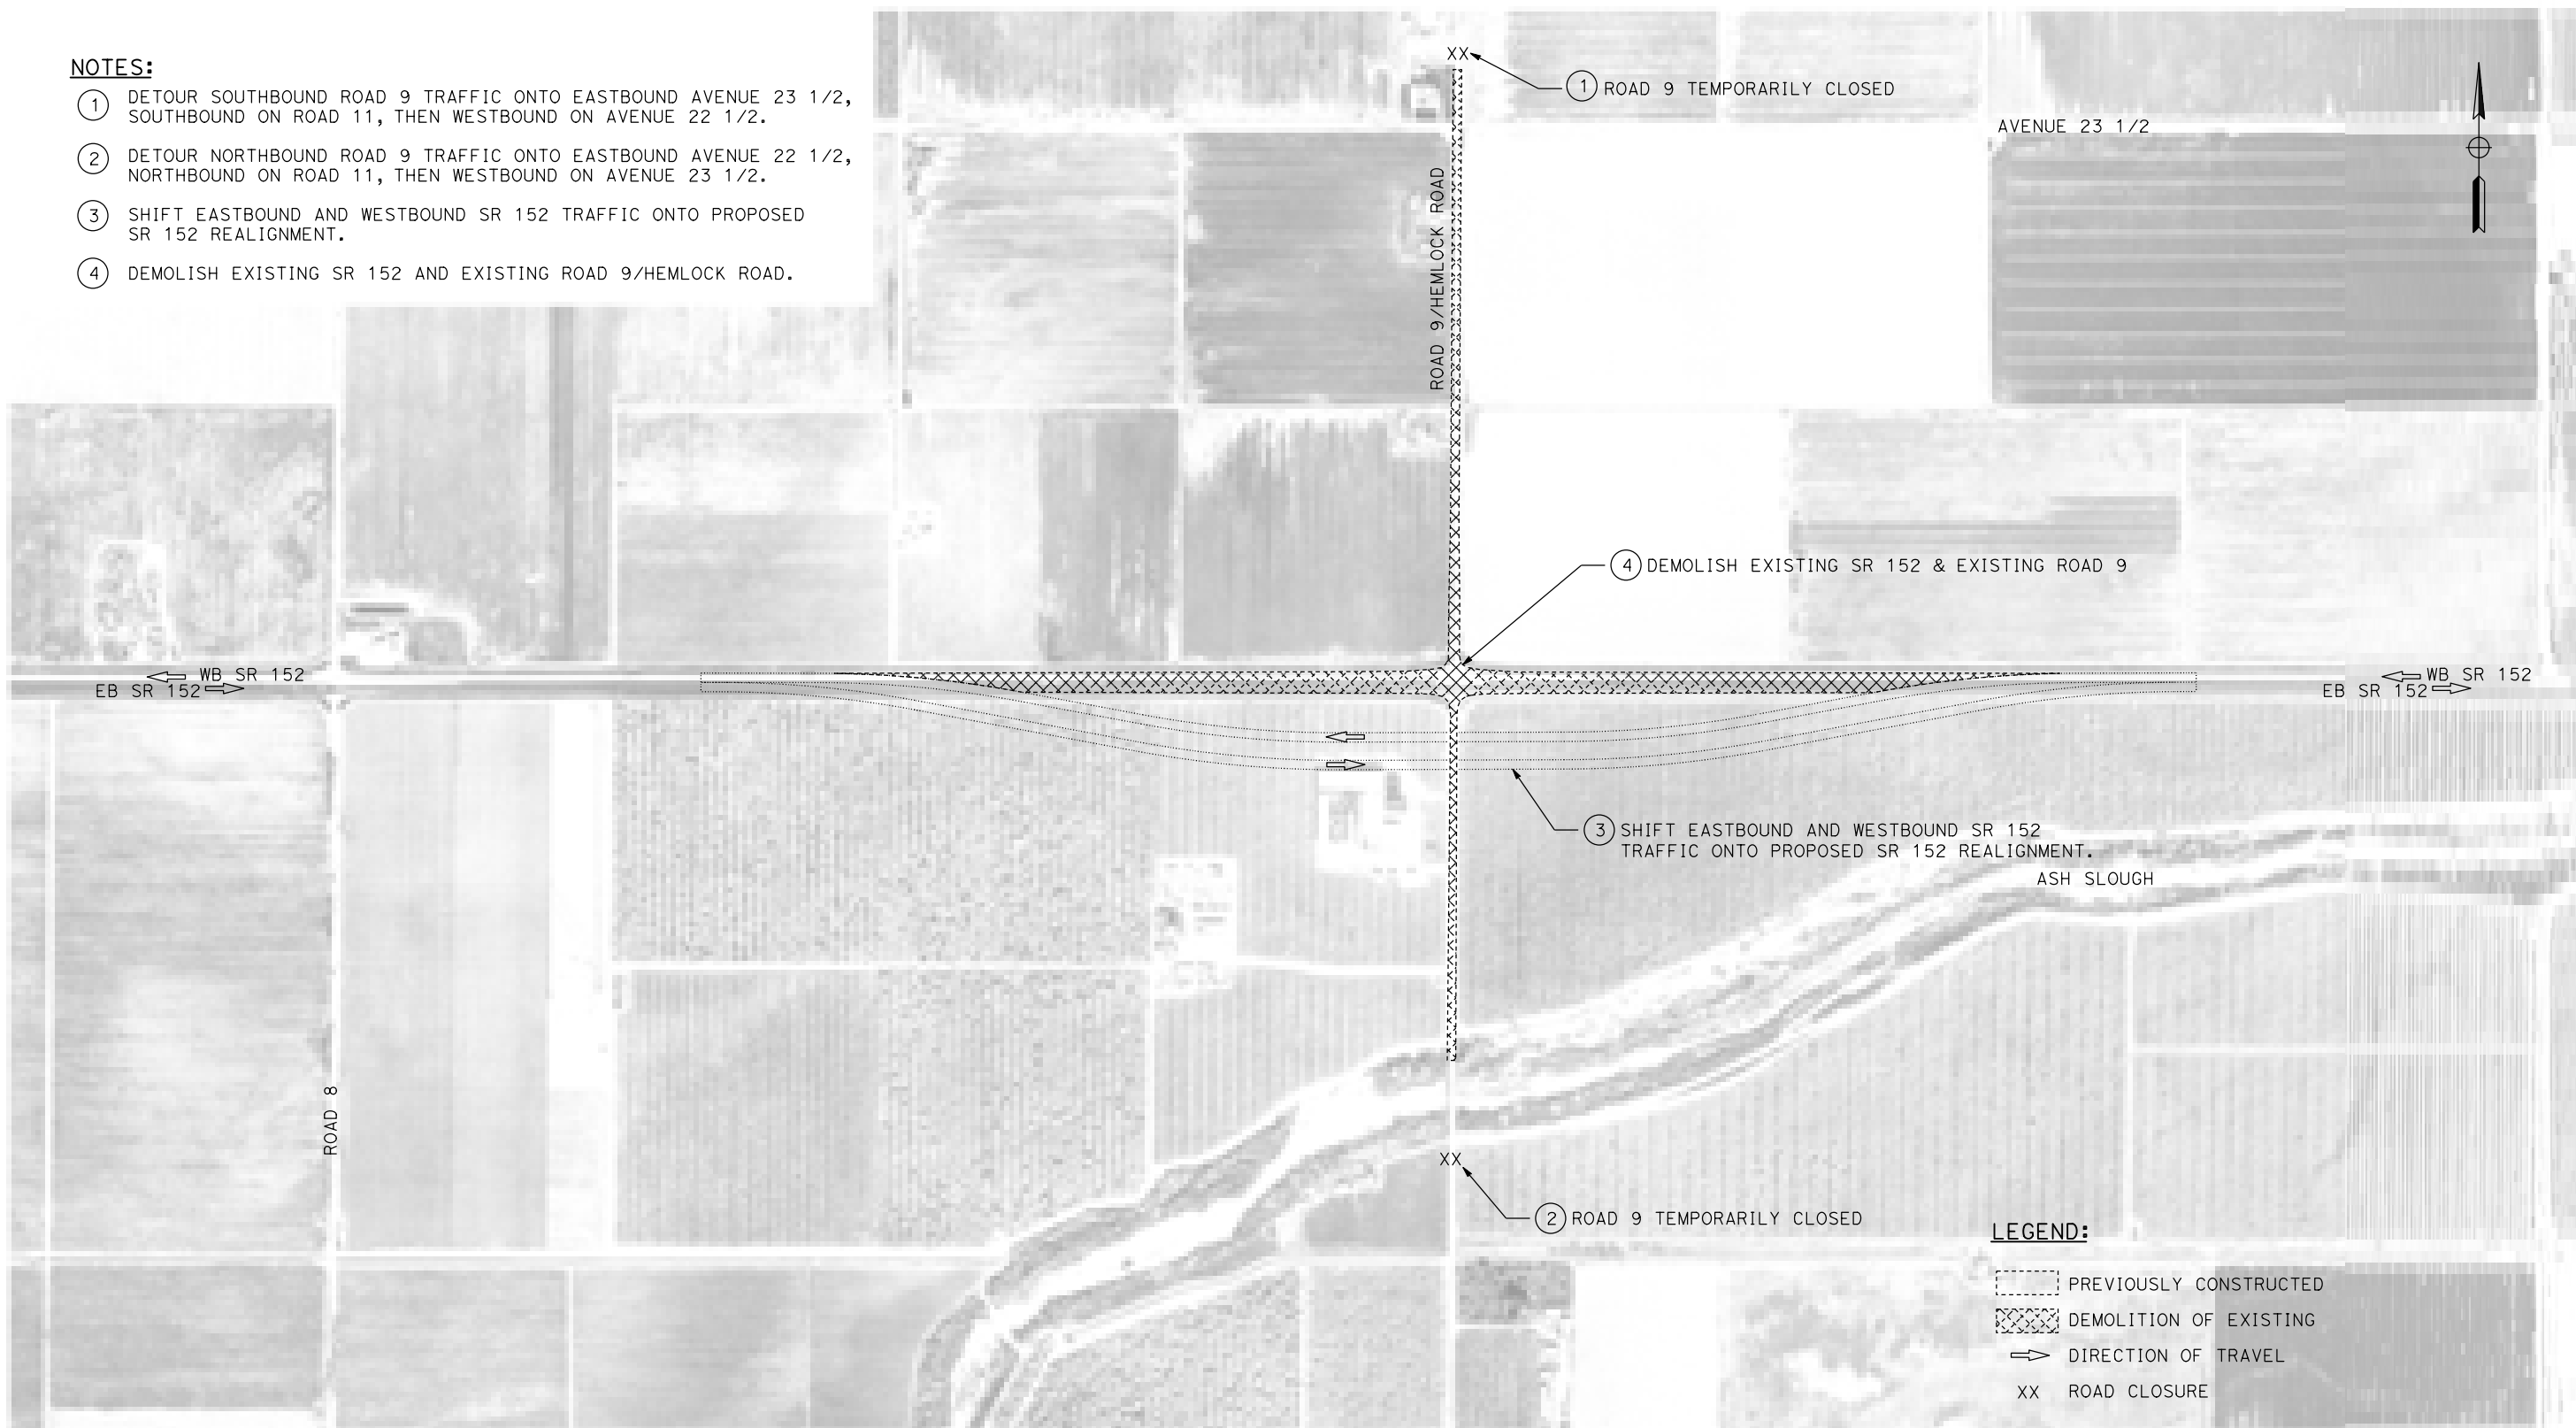 NOTES:
1 DETOUR SOUTHBOUND ROAD 9 TRAFFIC ONTO EASTBOUND AVENUE 23 1/2,
SOUTHBOUND ON ROAD 11, THEN WESTBOUND ON AVENUE 22 1/2.
2 DETOUR NORTHBOUND ROAD 9 TRAFFIC ONTO EASTBOUND AVENUE 22 1/2,
NORTHBOUND ON ROAD 11, THEN WESTBOUND ON AVENUE 23 1/2.
3 SHIFT EASTBOUND AND WESTBOUND SR 152 TRAFFIC ONTO PROPOSED
SR 152 REALIGNMENT.
4 DEMOLISH EXISTING SR 152 AND EXISTING ROAD 9/HEMLOCK ROAD.
XX
1 ROAD 9 TEMPORARILY CLOSED
AVENUE 23 1/2
ROAD 9/HEMLOCK ROAD
4 DEMOLISH EXISTING SR 152 & EXISTING ROAD 9
WB SR 152
EB SR 152
WB SR 152
EB SR 152
3 SHIFT EASTBOUND AND WESTBOUND SR 152
TRAFFIC ONTO PROPOSED SR 152 REALIGNMENT.
ASH SLOUGH
ROAD 8
XX
2 ROAD 9 TEMPORARILY CLOSED
LEGEND:
PREVIOUSLY CONSTRUCTED
DEMOLITION OF EXISTING
DIRECTION OF TRAVEL
XX ROAD CLOSURE